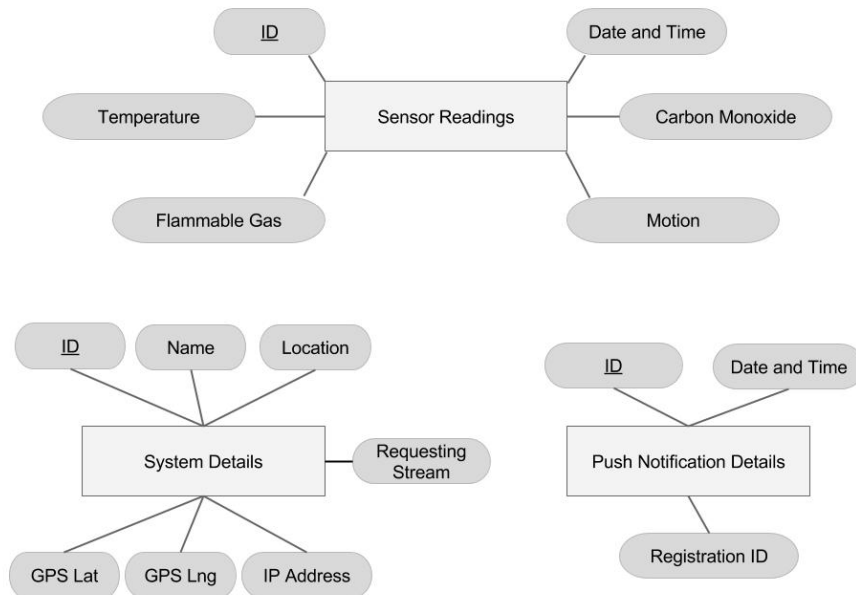 ID
Date and Time
Temperature
Sensor Readings
Carbon Monoxide
Flammable Gas
Motion
ID
Name
Location
System Details
Requesting
Stream
GPS Lat
GPS Lng
IP Address
ID
Date and Time
Push Notification Details
Registration ID